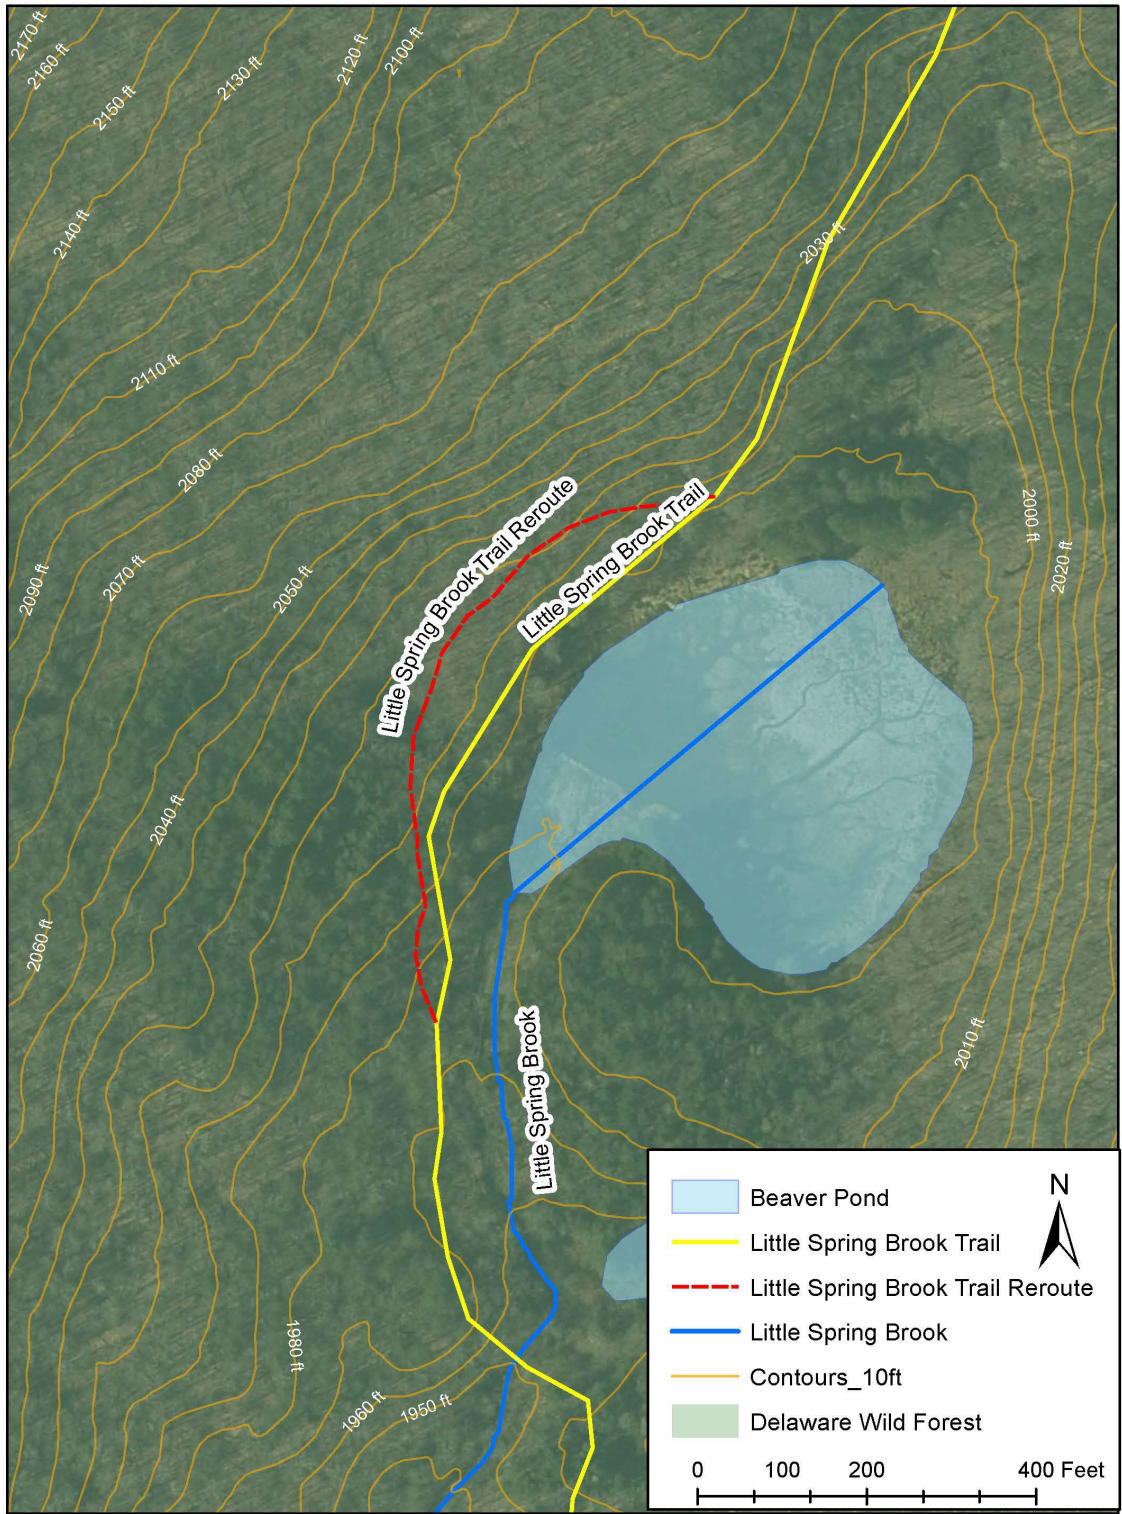 2170 ft
2160 ft
2150 ft
2140 ft
2130 ft
2120 ft
2100 ft
2030 ft
2110 ft
2080 ft
2090 ft
2070 ft
2050 ft
2000 ft
2020 ft
Little Spring Brook Trail Reroute
Little Spring Brook Trail
2040 ft
2060 ft
2010 ft
Little Spring Brook
1980 ft
1960 ft
1950 ft
N
Beaver Pond
Little Spring Brook Trail
Little Spring Brook Trail Reroute
Little Spring Brook
Contours_10ft
Delaware Wild Forest
0 100 200 400 Feet